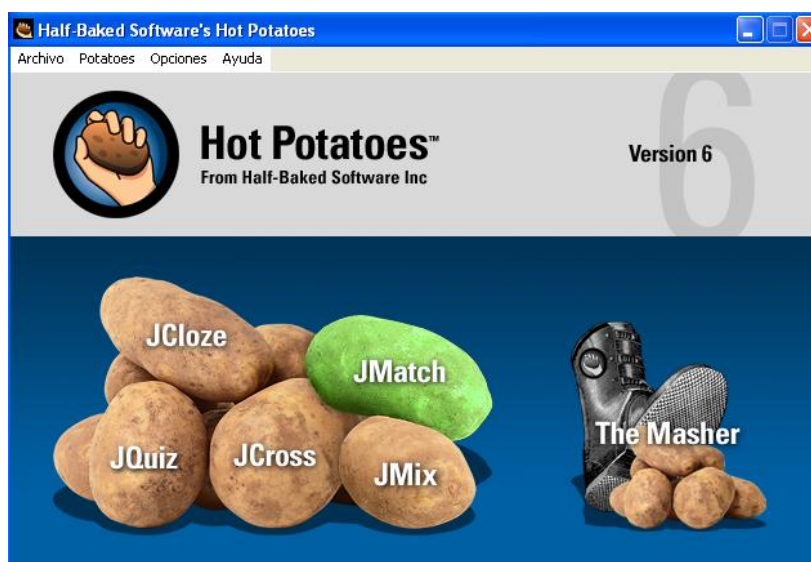 Half-Baked Software's Hot Potatoes
Archivo Potatoes Opciones Ayuda
6
Hot Potatoes™
From Half-Baked Software Inc
Version 6
JCloze
JMatch
JQuiz
JCross
JMix
The Masher